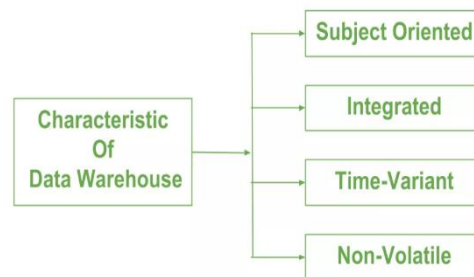 Subject Oriented
Characteristic
Of
Data Warehouse
Integrated
Time-Variant
Non-Volatile